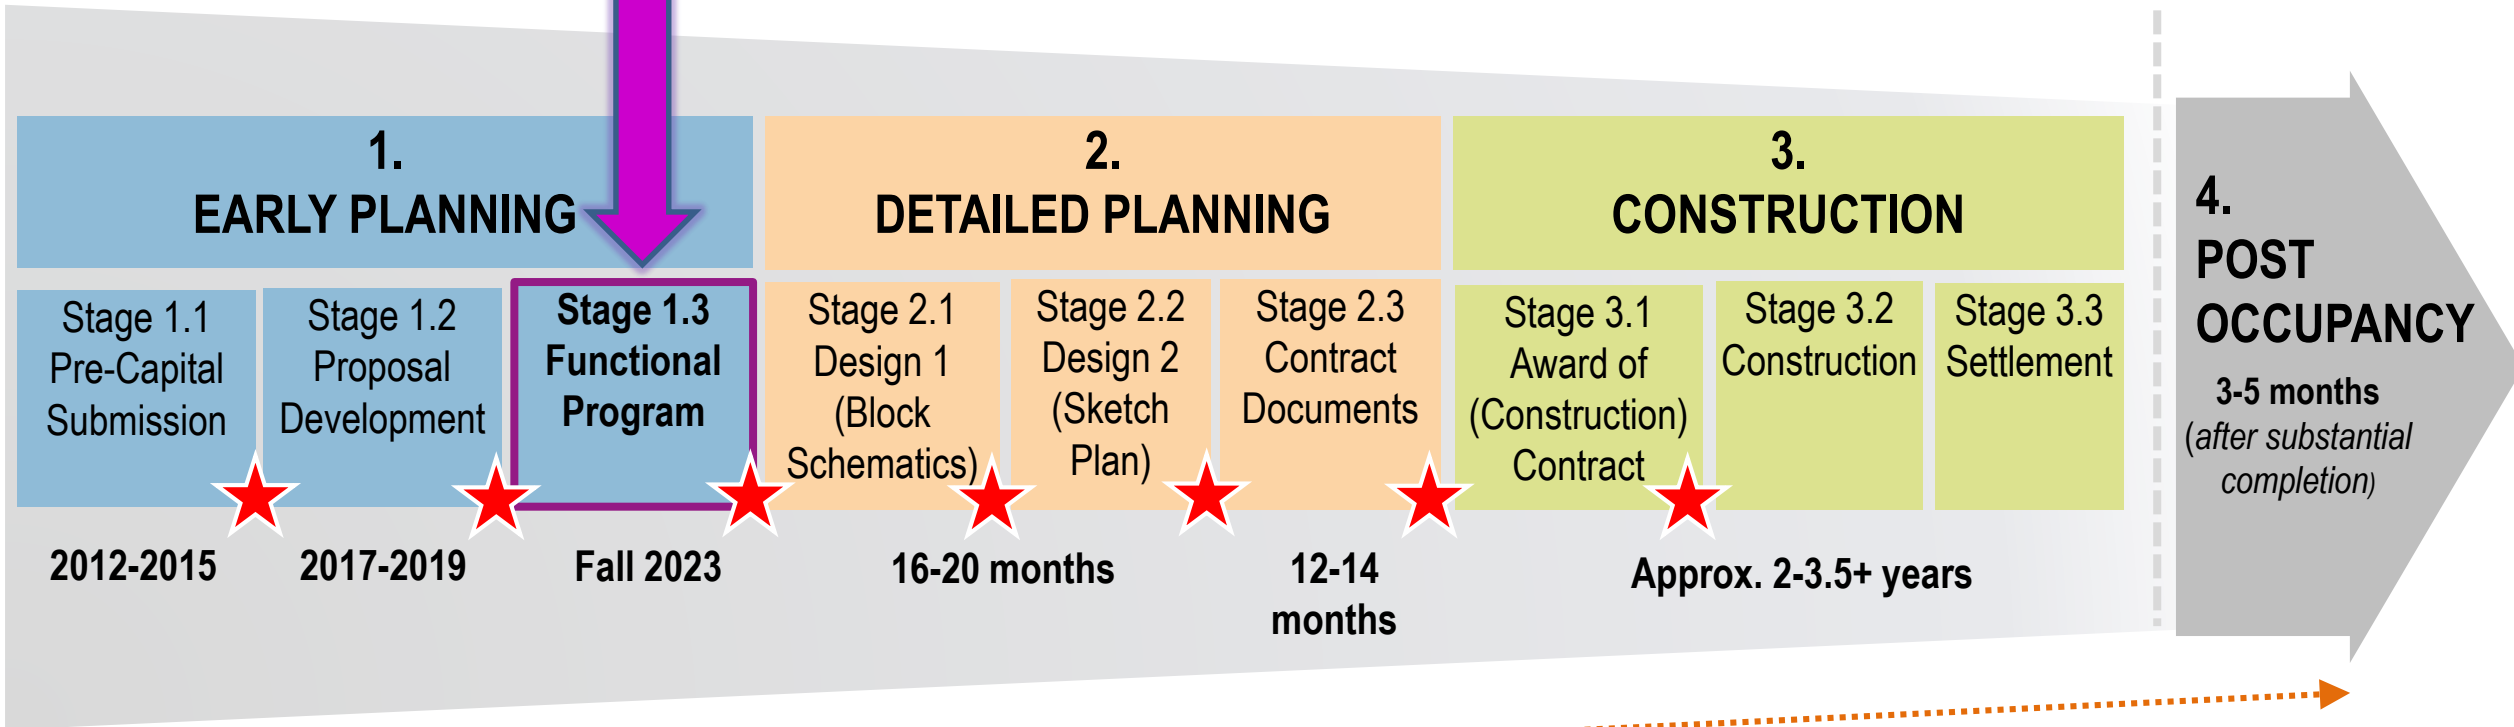 1.
EARLY PLANNING
2.
DETAILED PLANNING
3.
CONSTRUCTION
4.
POST
OCCUPANCY
3-5 months
(after substantial
completion)
Stage 1.1
Pre-Capital
Submission
Stage 1.2
Proposal
Development
Stage 1.3
Functional
Program
Stage 2.1
Design 1
(Block
Schematics)
Stage 2.2
Design 2
(Sketch
Plan)
Stage 2.3
Contract
Documents
Stage 3.1
Award of
(Construction)
Contract
Stage 3.2
Construction
Stage 3.3
Settlement
2012-2015
2017-2019
Fall 2023
16-20 months
12-14
months
Approx. 2-3.5+ years